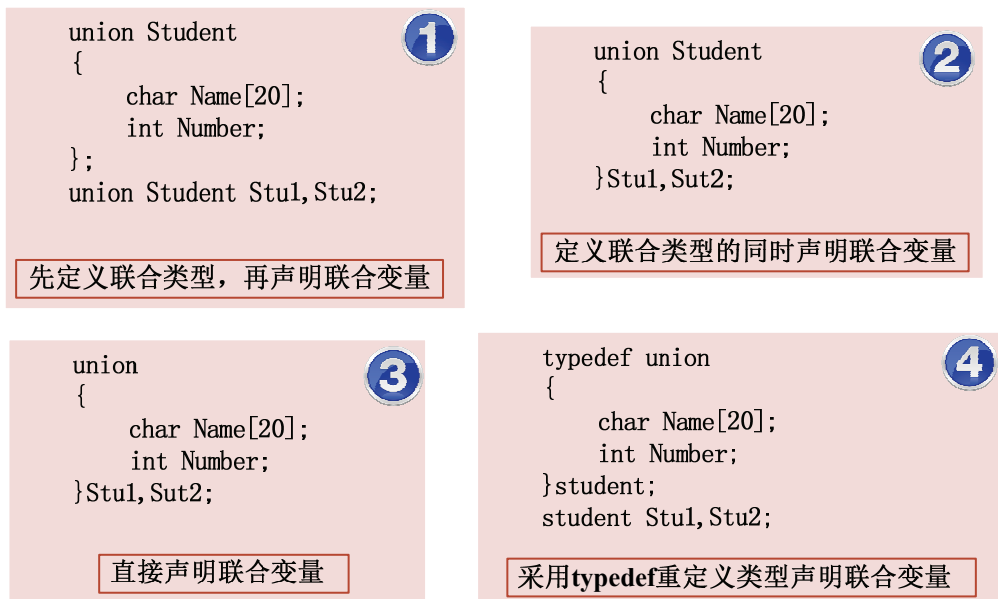 union Student
{
char Name[20];
int Number;
};
union Student Stu1,Stu2;
先定义联合类型，再声明联合变量
1
union Student
{
char Name[20];
int Number;
}Stu1,Sut2;
定义联合类型的同时声明联合变量
2
union
{
char Name[20];
int Number;
}Stu1,Sut2;
直接声明联合变量
3
typedef union
{
char Name[20];
int Number;
}student;
student Stu1,Stu2;
采用typedef重定义类型声明联合变量
4